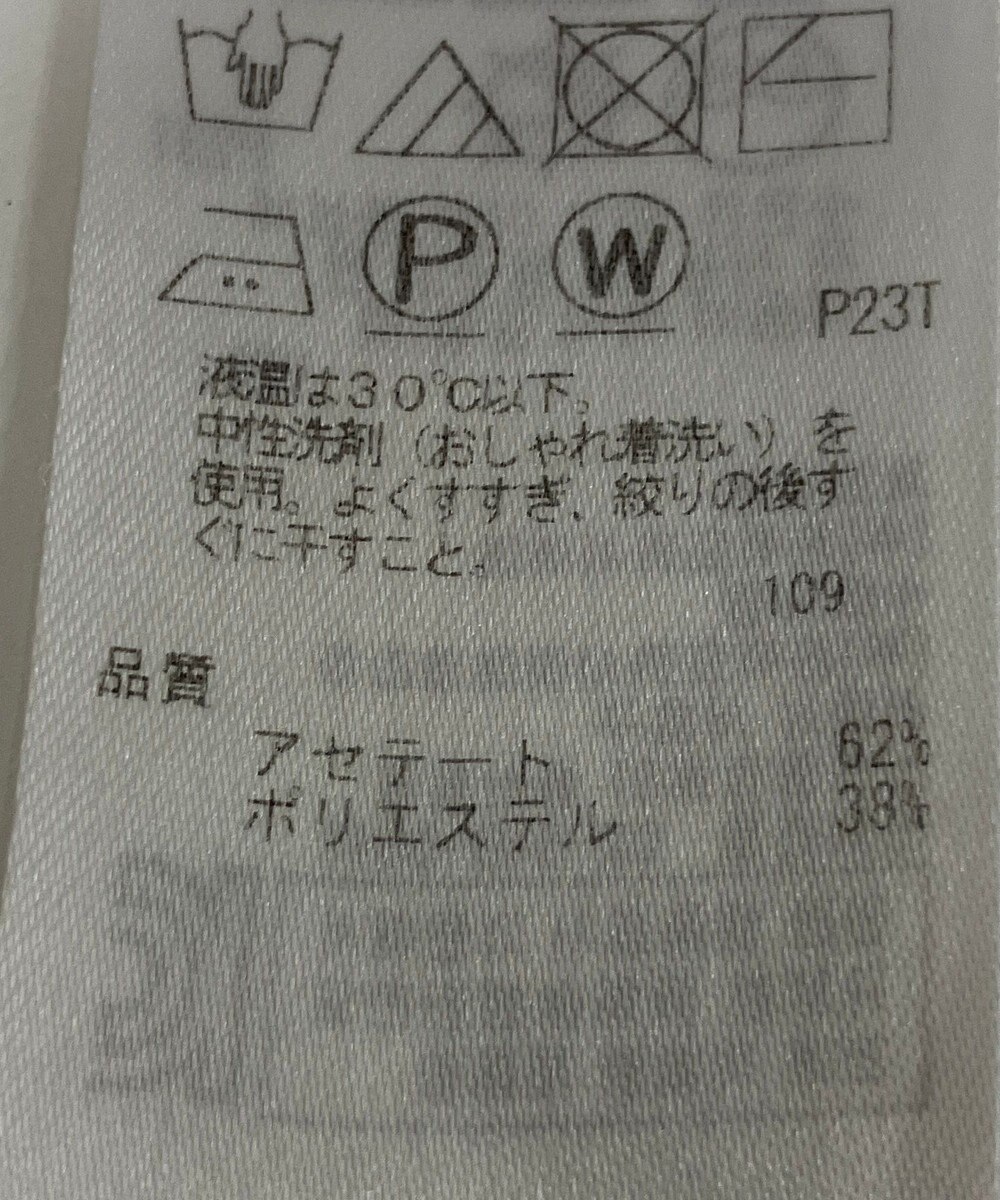 P W
P23T
液温は30℃以下。
中性洗剤（おしゃれ着洗い）を
使用。よくすすぎ、絞りの後す
ぐに干すこと。
109
品質
アセテート 62%
ポリエステル 38%